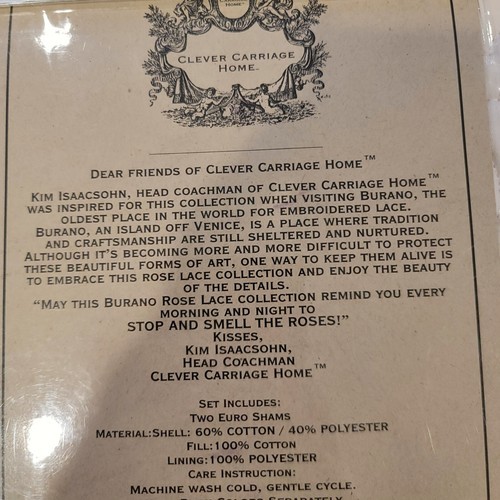 CLEVER CARRIAGE
HOME™
DEAR FRIENDS OF CLEVER CARRIAGE HOME™
KIM ISAACSOHN, HEAD COACHMAN OF CLEVER CARRIAGE HOME™
WAS INSPIRED FOR THIS COLLECTION WHEN VISITING BURANO, THE
OLDEST PLACE IN THE WORLD FOR EMBROIDERED LACE.
BURANO, AN ISLAND OFF VENICE, IS A PLACE WHERE TRADITION
AND CRAFTSMANSHIP ARE STILL SHELTERED AND NURTURED.
ALTHOUGH IT'S BECOMING MORE AND MORE DIFFICULT TO PROTECT
THESE BEAUTIFUL FORMS OF ART, ONE WAY TO KEEP THEM ALIVE IS
TO EMBRACE THIS ROSE LACE COLLECTION AND ENJOY THE BEAUTY
OF THE DETAILS.
"MAY THIS BURANO ROSE LACE COLLECTION REMIND YOU EVERY
MORNING AND NIGHT TO
STOP AND SMELL THE ROSES!"
KISSES,
KIM ISAACSOHN,
HEAD COACHMAN
CLEVER CARRIAGE HOME™
SET INCLUDES:
TWO EURO SHAMS
MATERIAL:SHELL: 60% COTTON / 40% POLYESTER
FILL:100% COTTON
LINING:100% POLYESTER
CARE INSTRUCTION:
MACHINE WASH COLD, GENTLE CYCLE.
COLORS SEPARATELY